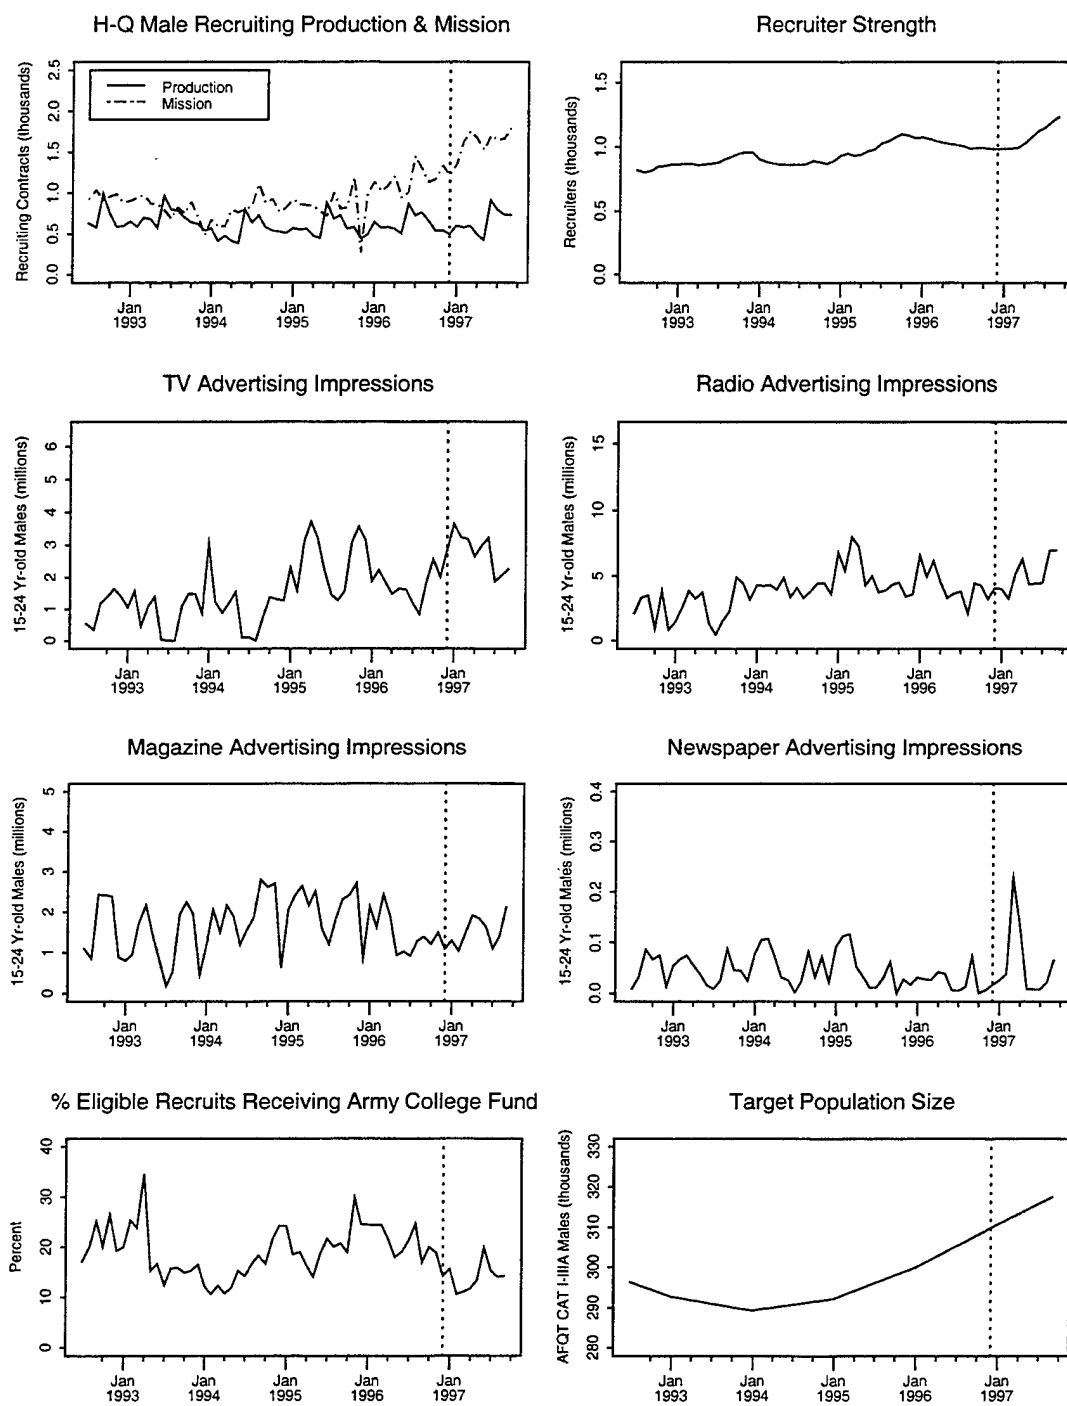 H-Q Male Recruiting Production & Mission
Recruiting Contracts (thousands)
2.5
2.0
1.5
1.0
0.5
0.0
Production
Mission
Jan Jan Jan Jan Jan
1993 1994 1995 1996 1997
Recruiter Strength
Recruiters (thousands)
1.5
1.0
0.5
0.0
Jan Jan Jan Jan Jan
1993 1994 1995 1996 1997
TV Advertising Impressions
15-24 Yr-old Males (millions)
6
5
4
3
2
1
0
Jan Jan Jan Jan Jan
1993 1994 1995 1996 1997
Radio Advertising Impressions
15-24 Yr-old Males (millions)
15
10
5
0
Jan Jan Jan Jan Jan
1993 1994 1995 1996 1997
Magazine Advertising Impressions
15-24 Yr-old Males (millions)
5
4
3
2
1
0
Jan Jan Jan Jan Jan
1993 1994 1995 1996 1997
Newspaper Advertising Impressions
15-24 Yr-old Males (millions)
0.4
0.3
0.2
0.1
0.0
Jan Jan Jan Jan Jan
1993 1994 1995 1996 1997
% Eligible Recruits Receiving Army College Fund
Percent
40
30
20
10
0
Jan Jan Jan Jan Jan
1993 1994 1995 1996 1997
Target Population Size
AFQT CAT I-IIIA Males (thousands)
330
320
310
300
290
280
Jan Jan Jan Jan Jan
1993 1994 1995 1996 1997